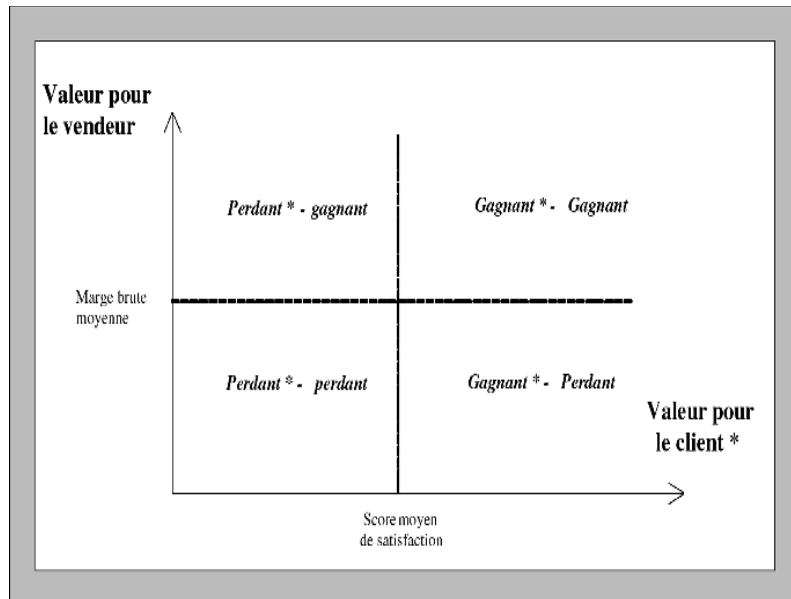 Valeur pour
le vendeur
Perdant * - gagnant
Gagnant * - Gagnant
Marge brute
moyenne
Perdant * - perdant
Gagnant * - Perdant
Valeur pour
le client *
Score moyen
de satisfaction